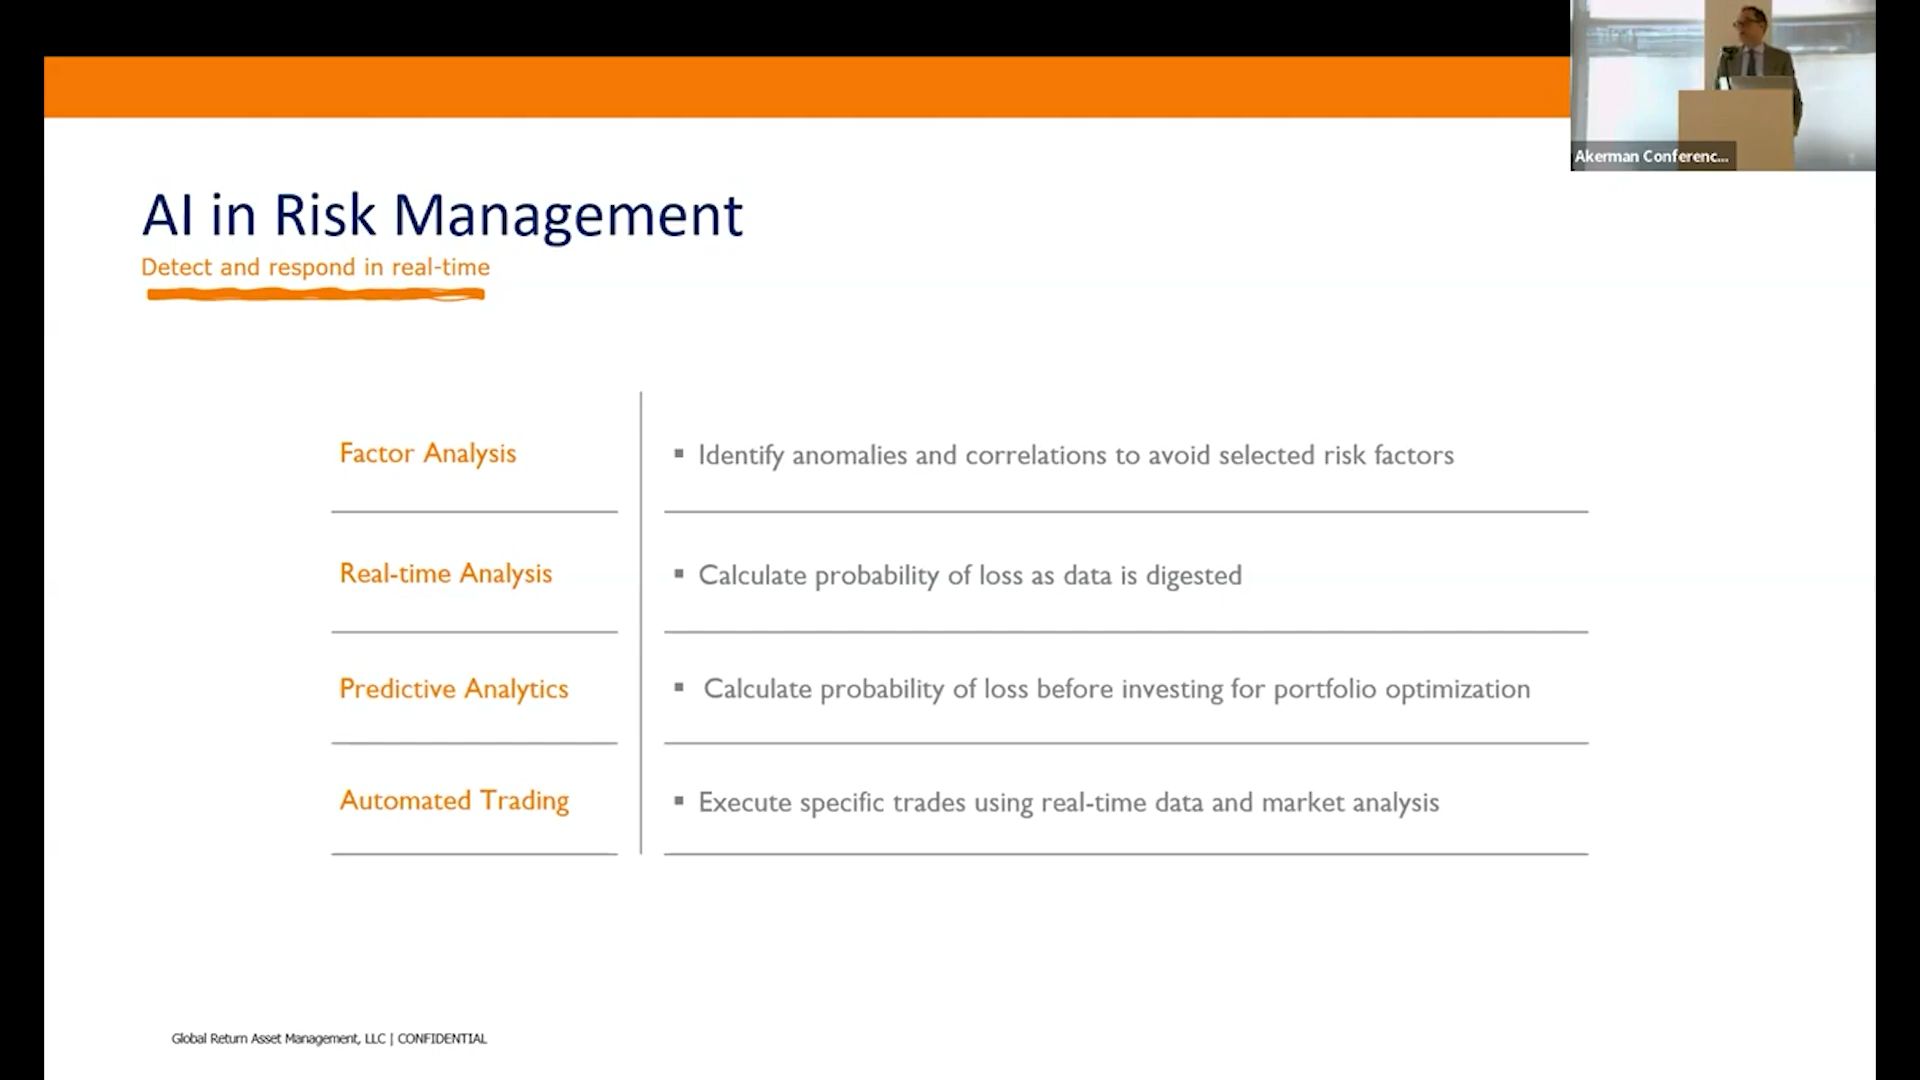 Akerman Conferenc...
AI in Risk Management
Detect and respond in real-time
Factor Analysis
▪ Identify anomalies and correlations to avoid selected risk factors
Real-time Analysis
▪ Calculate probability of loss as data is digested
Predictive Analytics
▪ Calculate probability of loss before investing for portfolio optimization
Automated Trading
▪ Execute specific trades using real-time data and market analysis
Global Return Asset Management, LLC | CONFIDENTIAL